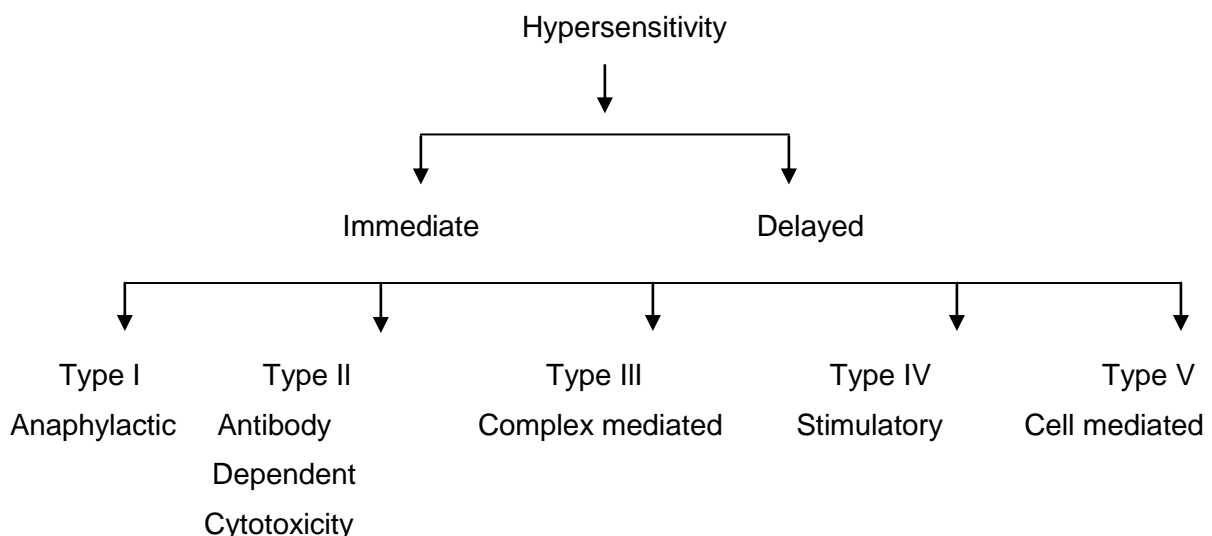 Hypersensitivity
Immediate Delayed
Type I Type II Type III Type IV Type V
Anaphylactic Antibody Complex mediated Stimulatory Cell mediated
Dependent
Cytotoxicity